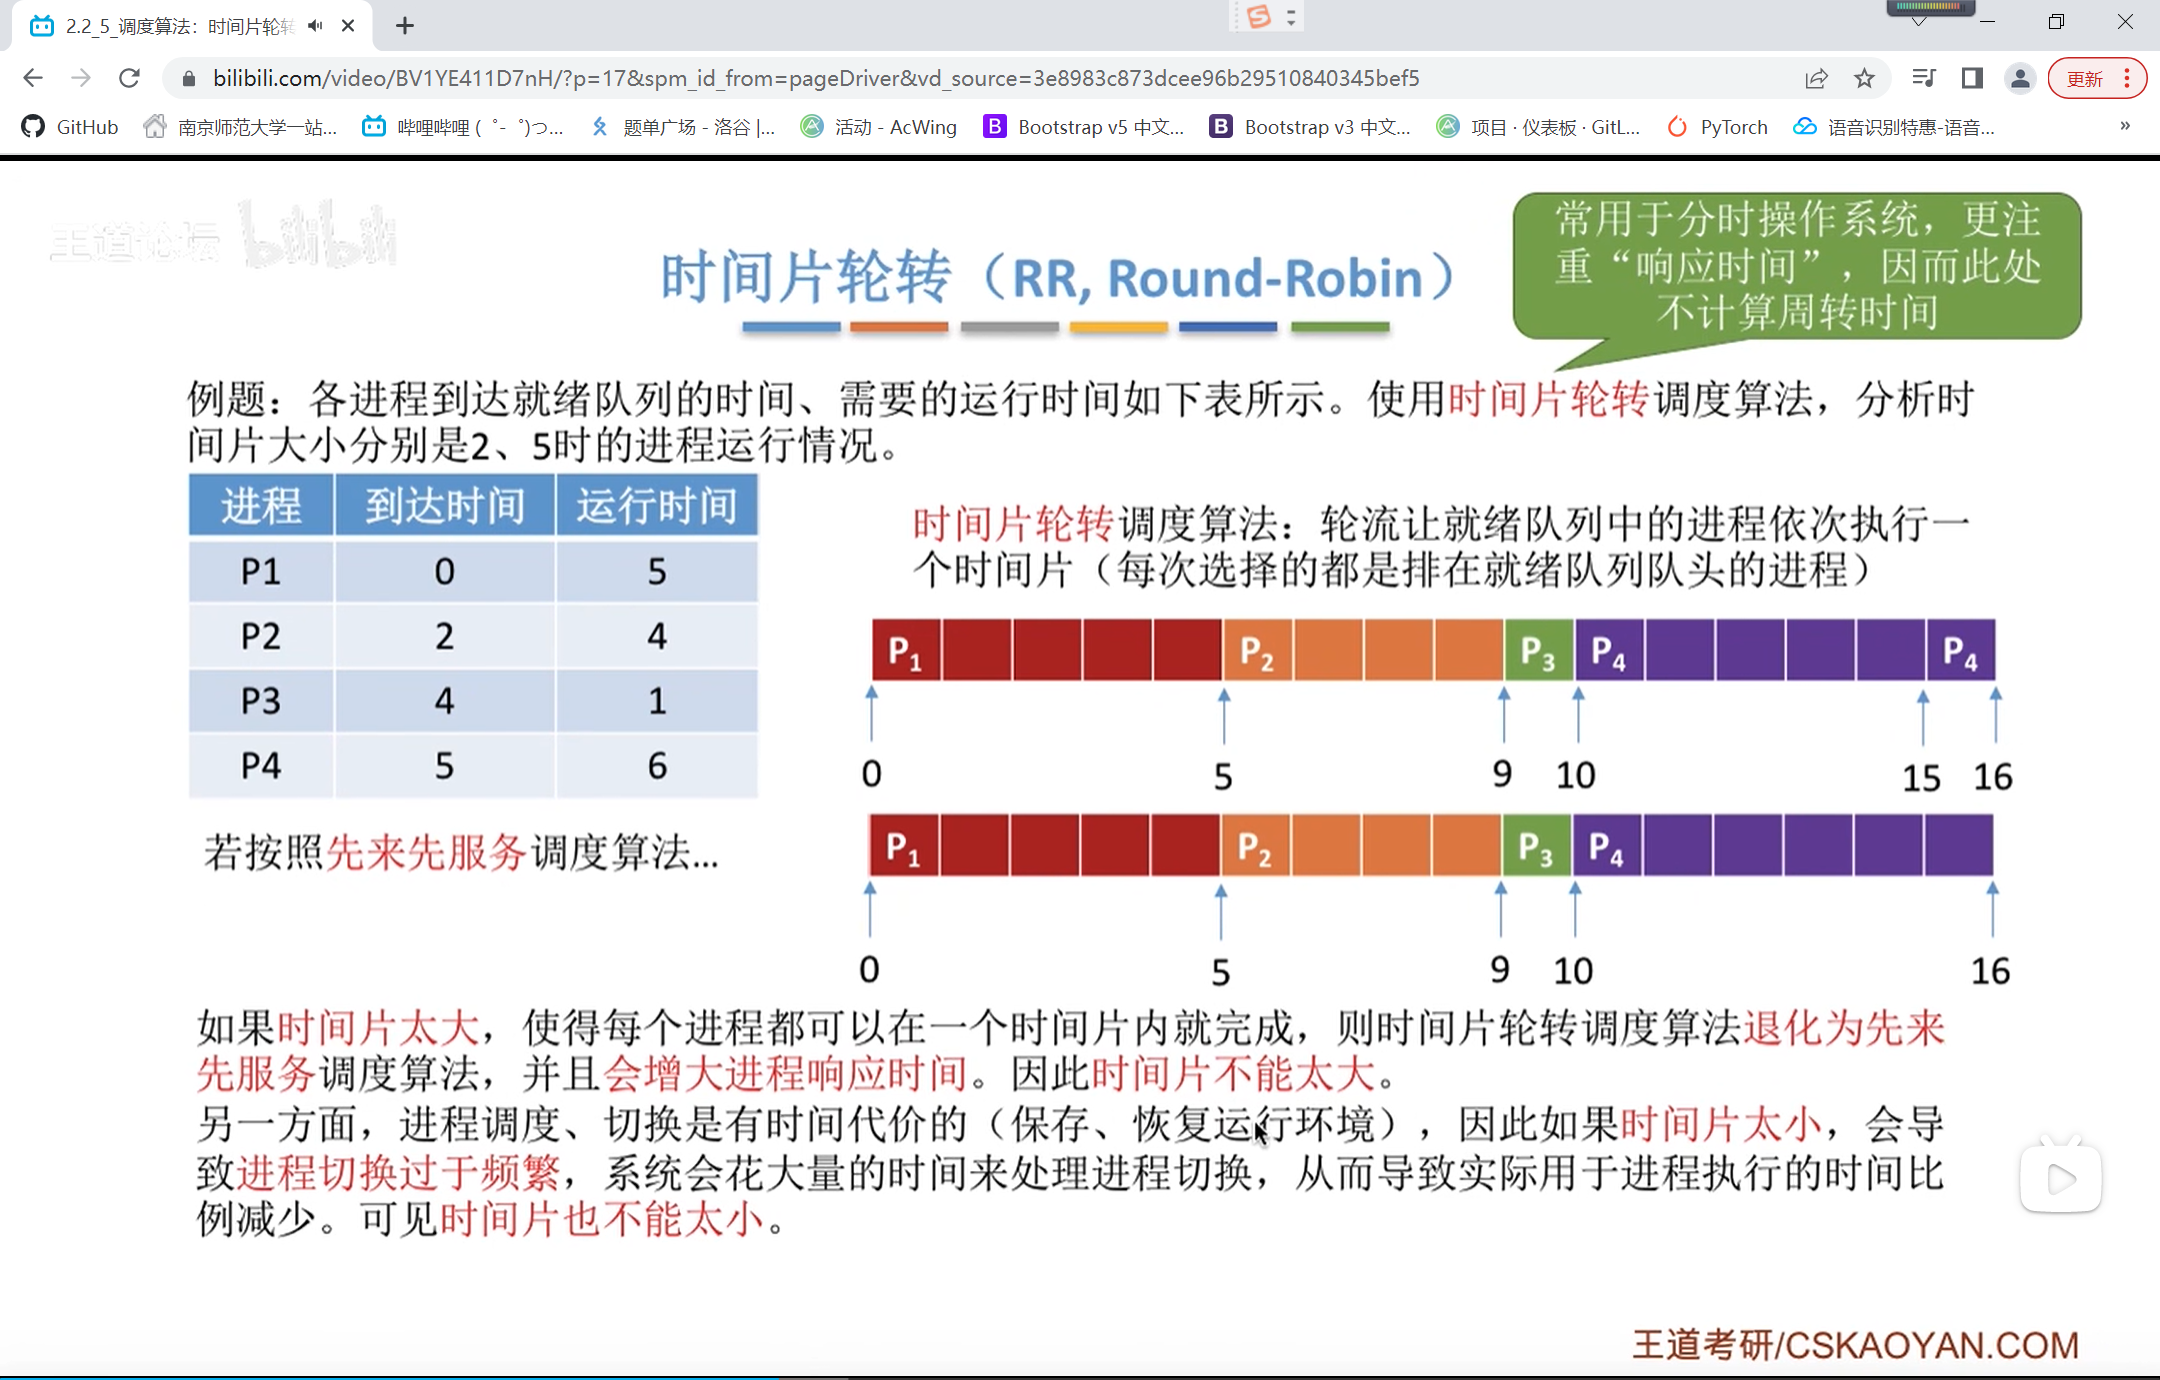 2.2_5_调度算法：时间片轮转
bilibili.com/video/BV1YE411D7nH/?p=17&spm_id_from=pageDriver&vd_source=3e8983c873dcee96b29510840345bef5
更新
GitHub
南京师范大学一站...
哔哩哔哩 (゜-゜)つ...
题单广场 - 洛谷 |...
活动 - AcWing
Bootstrap v5 中文...
Bootstrap v3 中文...
项目 · 仪表板 · GitL...
PyTorch
语音识别特惠-语音...
»
王道论坛 bilibili
常用于分时操作系统，更注
重“响应时间”，因而此处
不计算周转时间
时间片轮转（RR, Round-Robin）
例题：各进程到达就绪队列的时间、需要的运行时间如下表所示。使用时间片轮转调度算法，分析时
间片大小分别是2、5时的进程运行情况。
进程 到达时间 运行时间
P1 0 5
P2 2 4
P3 4 1
P4 5 6
时间片轮转调度算法：轮流让就绪队列中的进程依次执行一
个时间片（每次选择的都是排在就绪队列队头的进程）
P1 P2 P3 P4 P4
0 5 9 10 15 16
若按照先来先服务调度算法...
P1 P2 P3 P4
0 5 9 10 16
如果时间片太大，使得每个进程都可以在一个时间片内就完成，则时间片轮转调度算法退化为先来
先服务调度算法，并且会增大进程响应时间。因此时间片不能太大。
另一方面，进程调度、切换是有时间代价的（保存、恢复运行环境），因此如果时间片太小，会导
致进程切换过于频繁，系统会花大量的时间来处理进程切换，从而导致实际用于进程执行的时间比
例减少。可见时间片也不能太小。
王道考研/CSKAOYAN.COM